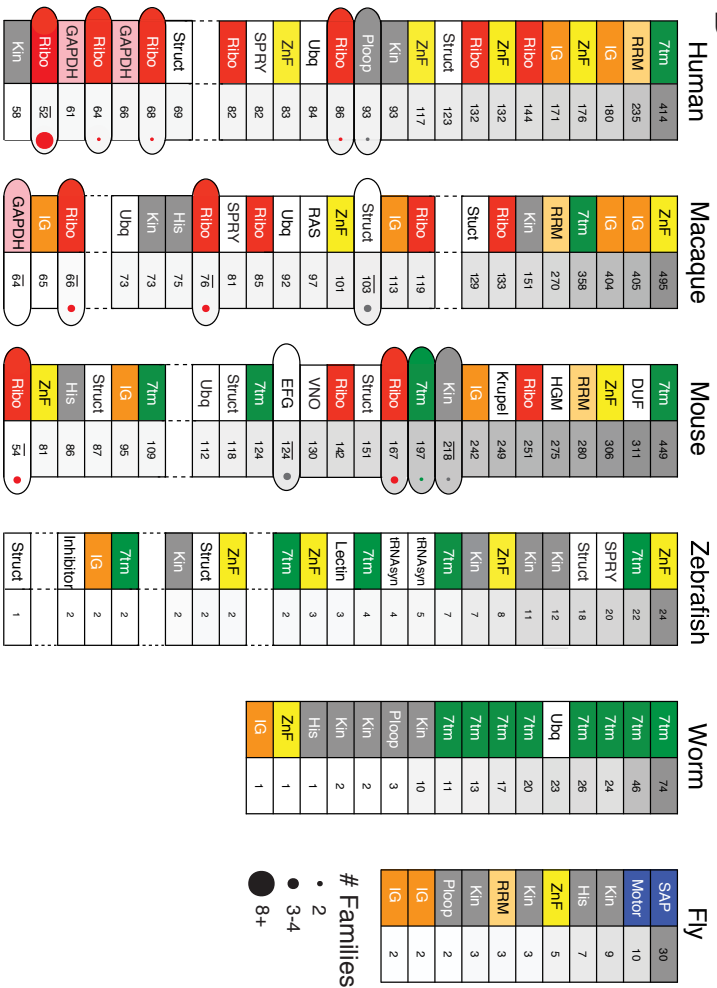 Human
7tm 414
RRM 235
IG 180
ZnF 176
IG 171
Ribo 144
ZnF 132
Ribo 132
Struct 123
ZnF 117
Kin 93
Ploop 93
Ribo 86
Ubq 84
ZnF 83
SPRY 82
Ribo 82
Struct 69
Ribo 68
GAPDH 66
Ribo 64
GAPDH 61
Ribo 52
Kin 58
Macaque
ZnF 495
IG 405
IG 404
7tm 358
RRM 270
Kin 151
Ribo 133
Stuct 129
Ribo 119
IG 113
Struct 103
ZnF 101
RAS 97
Ubq 92
Ribo 85
SPRY 81
Ribo 76
His 75
Kin 73
Ubq 73
Ribo 66
IG 65
GAPDH 64
Mouse
7tm 449
DUF 311
ZnF 306
RRM 280
HGM 275
Ribo 251
Krupel 249
IG 242
Kin 218
7tm 197
Ribo 167
Struct 151
Ribo 142
VNO 130
EFG 124
7tm 124
Struct 118
Ubq 112
7tm 109
IG 95
Struct 87
His 86
ZnF 81
Ribo 54
Zebrafish
ZnF 24
7tm 22
SPRY 20
Struct 18
Kin 12
Kin 11
ZnF 8
Kin 7
7tm 7
tRNAsyn 5
tRNAsyn 4
7tm 4
Lectin 3
ZnF 3
7tm 2
ZnF 2
Struct 2
Kin 2
7tm 2
IG 2
Inhibitor 2
Struct 1
Worm
7tm 74
7tm 46
7tm 24
7tm 26
Ubq 23
7tm 20
7tm 17
7tm 13
7tm 11
Kin 10
Ploop 3
Kin 2
Kin 2
His 1
ZnF 1
IG 1
Fly
SAP 30
Motor 10
Kin 9
His 7
ZnF 5
Kin 3
RRM 3
Kin 3
Ploop 2
IG 2
IG 2
# Families
2
3-4
8+